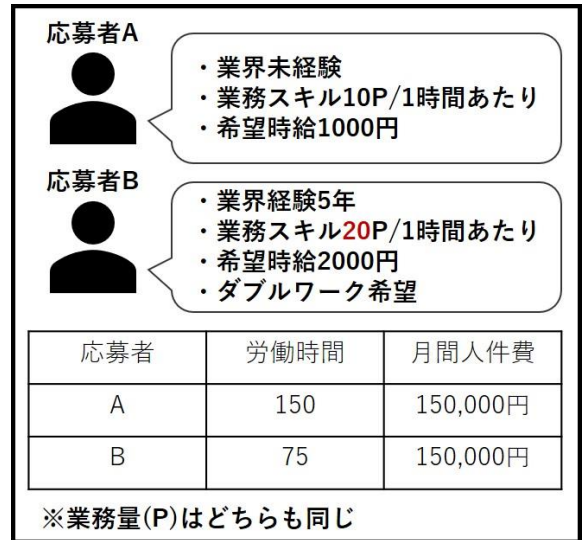 応募者A
・業界未経験
・業務スキル10P/1時間あたり
・希望時給1000円
応募者B
・業界経験5年
・業務スキル20P/1時間あたり
・希望時給2000円
・ダブルワーク希望
応募者 労働時間 月間人件費
A 150 150,000円
B 75 150,000円
※業務量(P)はどちらも同じ